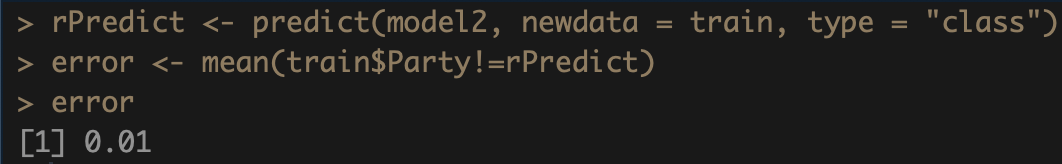 > rPredict <- predict(model2, newdata = train, type = "class")
> error <- mean(train$Party!=rPredict)
> error
[1] 0.01